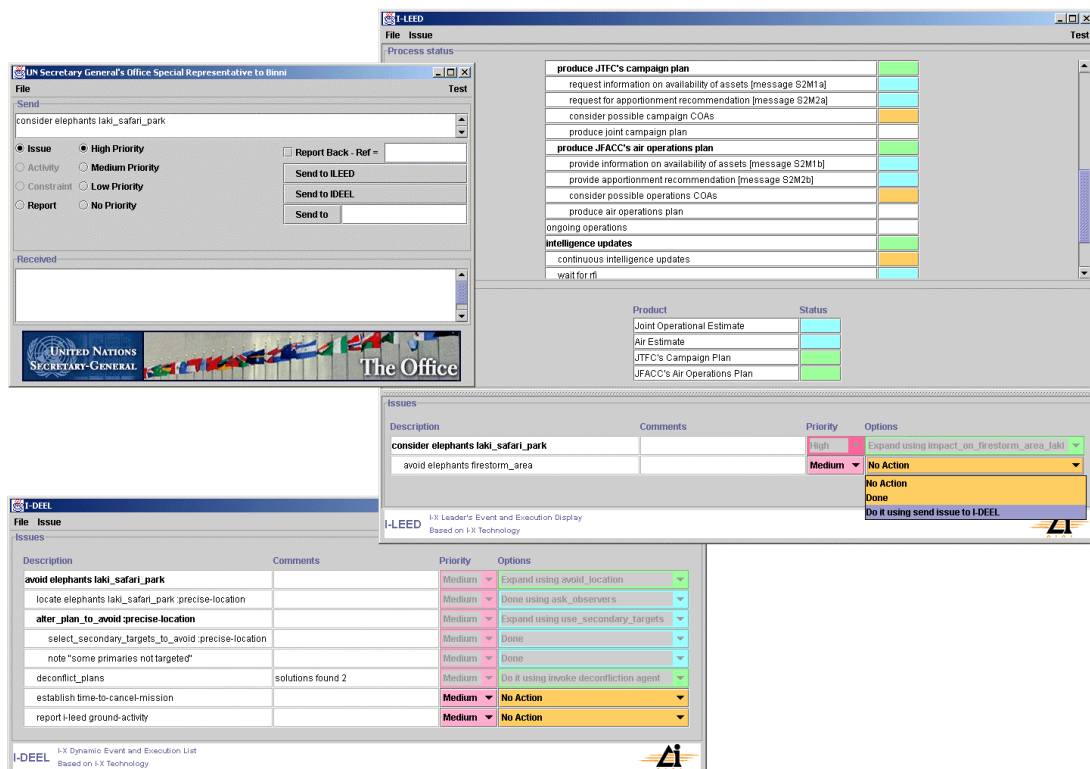 I-LEED
File Issue
Test
Process status
produce JTFC's campaign plan
request information on availability of assets [message S2M1a]
request for apportionment recommendation [message S2M2a]
consider possible campaign COAs
produce joint campaign plan
produce JFACC's air operations plan
provide information on availability of assets [message S2M1b]
provide apportionment recommendation [message S2M2b]
consider possible operations COAs
produce air operations plan
ongoing operations
intelligence updates
continuous intelligence updates
wait for rfi
Product Status
Joint Operational Estimate
Air Estimate
JTFC's Campaign Plan
JFACC's Air Operations Plan
Issues
Description Comments Priority Options
consider elephants laki_safari_park High Expand using impact_on_firestorm_area_laki
avoid elephants firestorm_area Medium No Action
No Action
Done
Do it using send issue to I-DEEL
I-LEED
I-X Leader's Event and Execution Display
Based on I-X Technology
UN Secretary General's Office Special Representative to Binni
File Test
Send
consider elephants laki_safari_park
Issue High Priority Report Back - Ref =
Activity Medium Priority Send to ILEED
Constraint Low Priority Send to IDEEL
Report No Priority Send to
Received
UNITED NATIONS
SECRETARY-GENERAL
The Office
I-DEEL
File Issue
Issues
Description Comments Priority Options
avoid elephants laki_safari_park Medium Expand using avoid_location
locate elephants laki_safari_park :precise-location Medium Done using ask_observers
alter_plan_to_avoid :precise-location Medium Expand using use_secondary_targets
select_secondary_targets_to_avoid :precise-location Medium Done
note "some primaries not targeted" Medium Done
deconflict_plans solutions found 2 Medium Do it using invoke deconfliction agent
establish time-to-cancel-mission Medium No Action
report i-leed ground-activity Medium No Action
I-DEEL
I-X Dynamic Event and Execution List
Based on I-X Technology